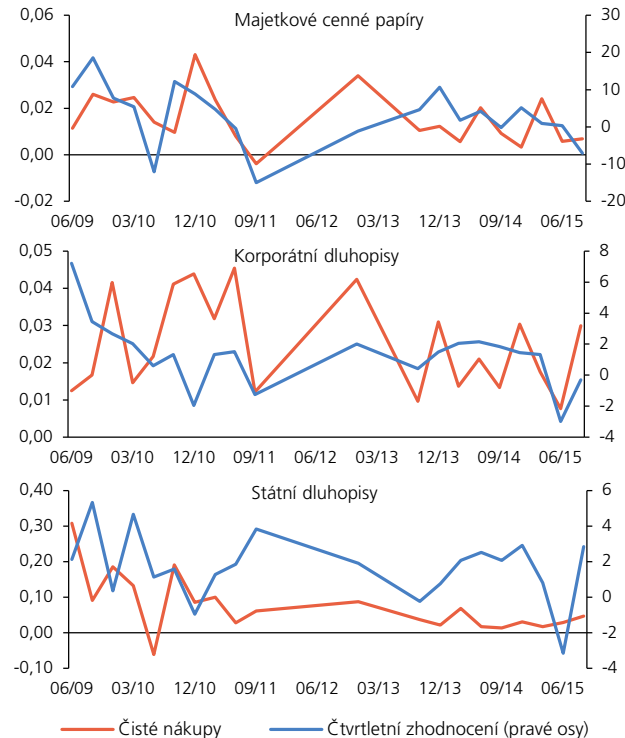 Majetkové cenné papíry
0,06 30
0,04 20
10
0,02 0
0,00 -10
-0,02 -20
06/09 03/10 12/10 09/11 06/12 03/13 12/13 09/14 06/15
Korporátní dluhopisy
0,05 8
6
0,04 4
0,03 2
0,02 0
0,01 -2
0,00 -4
06/09 03/10 12/10 09/11 06/12 03/13 12/13 09/14 06/15
Státní dluhopisy
0,40 6
0,30 4
0,20 2
0,10 0
0,00 -2
-0,10 -4
06/09 03/10 12/10 09/11 06/12 03/13 12/13 09/14 06/15
Čisté nákupy Čtvrtletní zhodnocení (pravé osy)